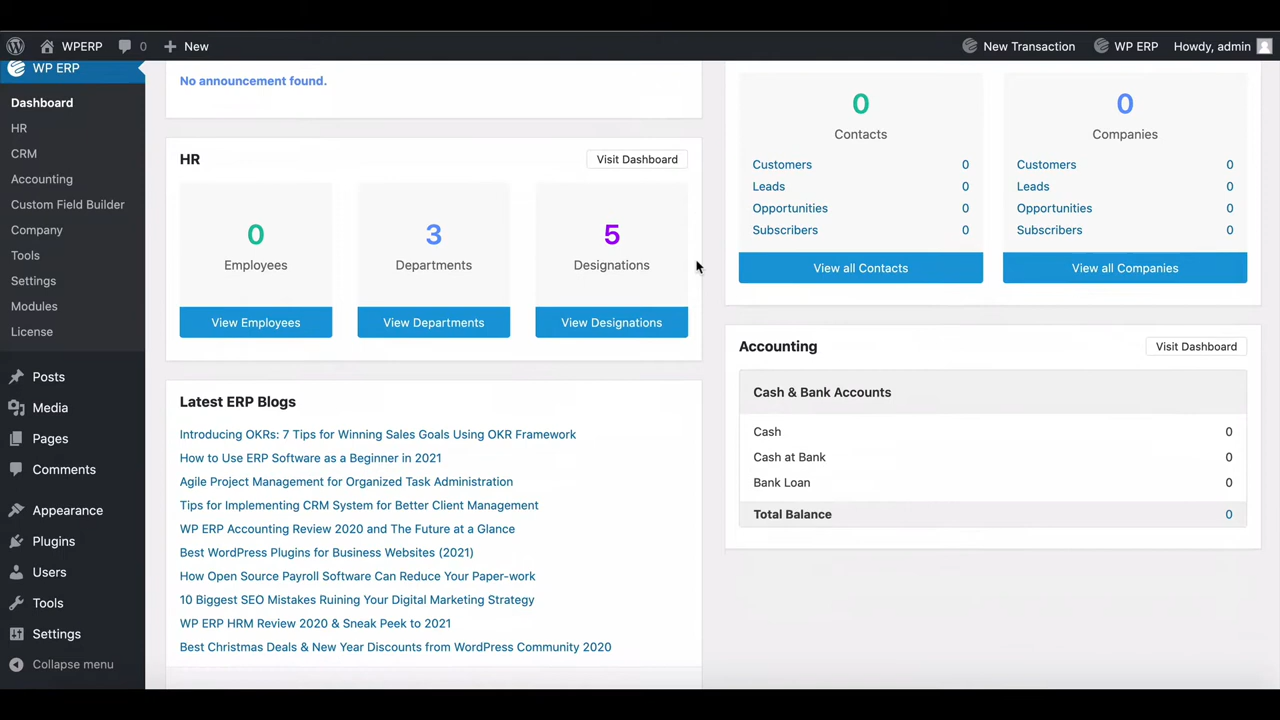 WPERP 0 New New Transaction WP ERP Howdy, admin
WP ERP
Dashboard
HR
CRM
Accounting
Custom Field Builder
Company
Tools
Settings
Modules
License
Posts
Media
Pages
Comments
Appearance
Plugins
Users
Tools
Settings
Collapse menu
No announcement found.
HR Visit Dashboard
0 3 5
Employees Departments Designations
View Employees View Departments View Designations
Latest ERP Blogs
Introducing OKRs: 7 Tips for Winning Sales Goals Using OKR Framework
How to Use ERP Software as a Beginner in 2021
Agile Project Management for Organized Task Administration
Tips for Implementing CRM System for Better Client Management
WP ERP Accounting Review 2020 and The Future at a Glance
Best WordPress Plugins for Business Websites (2021)
How Open Source Payroll Software Can Reduce Your Paper-work
10 Biggest SEO Mistakes Ruining Your Digital Marketing Strategy
WP ERP HRM Review 2020 & Sneak Peek to 2021
Best Christmas Deals & New Year Discounts from WordPress Community 2020
0 0
Contacts Companies
Customers 0 Customers 0
Leads 0 Leads 0
Opportunities 0 Opportunities 0
Subscribers 0 Subscribers 0
View all Contacts View all Companies
Accounting Visit Dashboard
Cash & Bank Accounts
Cash 0
Cash at Bank 0
Bank Loan 0
Total Balance 0